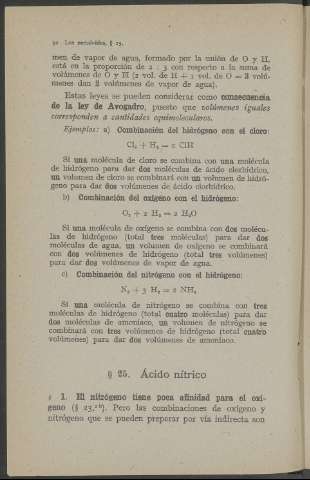 92 Los metaloides, § 25.
men de vapor de agua, formado por la unión de O y H,
está en la proporción de 2 : 3 con respecto a la suma de
volúmenes de O y H (2 vol. de H + 1 vol. de O = 3 volú-
menes dan 2 volúmenes de vapor de agua).
Estas leyes se pueden considerar como consecuencia
de la ley de Avogadro, puesto que volúmenes iguales
corresponden a cantidades equimoleculares.
Ejemplos: a) Combinación del hidrógeno con el cloro:
Cl₂ + H₂ = 2 ClH
Si una molécula de cloro se combina con una molécula
de hidrógeno para dar dos moléculas de ácido clorhídrico,
un volumen de cloro se combinará con un volumen de hidró-
geno para dar dos volúmenes de ácido clorhídrico.
b) Combinación del oxígeno con el hidrógeno:
O₂ + 2 H₂ = 2 H₂O
Si una molécula de oxígeno se combina con dos molécu-
las de hidrógeno (total tres moléculas) para dar dos
moléculas de agua, un volumen de oxígeno se combinará
con dos volúmenes de hidrógeno (total tres volúmenes)
para dar dos volúmenes de vapor de agua.
c) Combinación del nitrógeno con el hidrógeno:
N₂ + 3 H₂ = 2 NH₃
Si una molécula de nitrógeno se combina con tres
moléculas de hidrógeno (total cuatro moléculas) para dar
dos moléculas de amoníaco, un volumen de nitrógeno se
combinará con tres volúmenes de hidrógeno (total cuatro
volúmenes) para dar dos volúmenes de amoníaco.
§ 25. Ácido nítrico
1. El nitrógeno tiene poca afinidad para el oxí-
geno (§ 23,
Pero las combinaciones de oxígeno y
nitrógeno que se pueden preparar por vía indirecta son